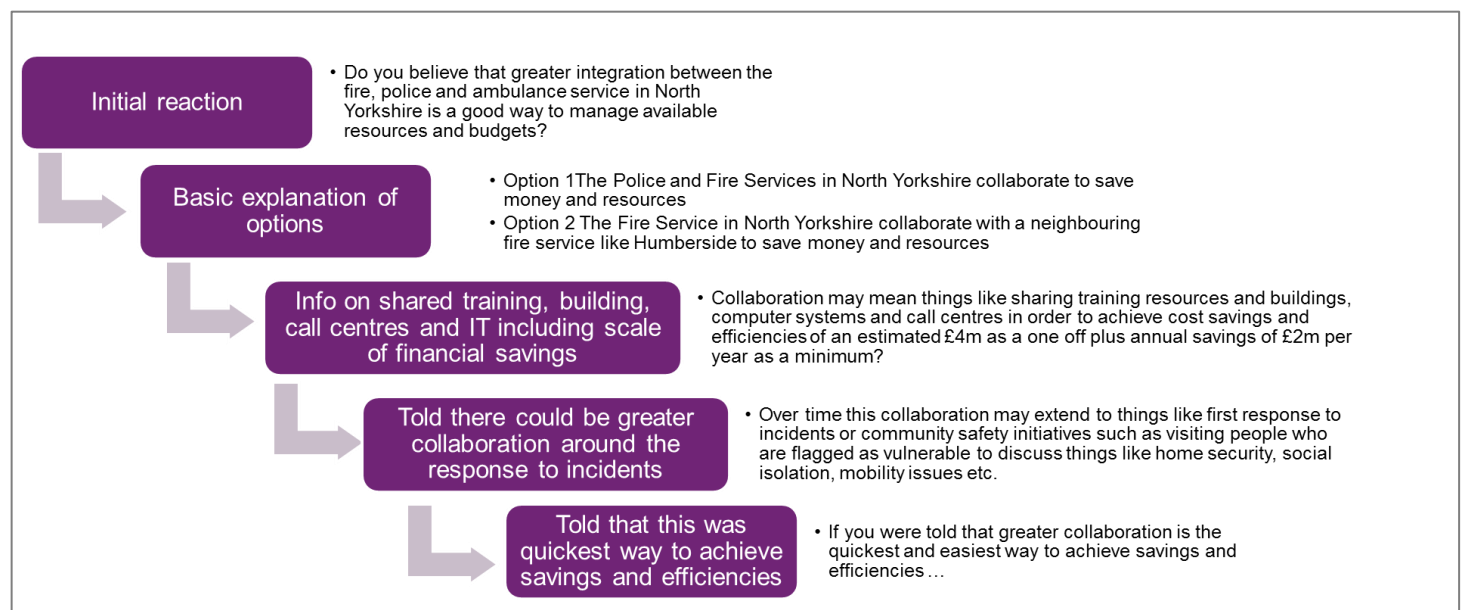 Initial reaction
• Do you believe that greater integration between the
fire, police and ambulance service in North
Yorkshire is a good way to manage available
resources and budgets?
Basic explanation of
options
• Option 1The Police and Fire Services in North Yorkshire collaborate to save
money and resources
• Option 2 The Fire Service in North Yorkshire collaborate with a neighbouring
fire service like Humberside to save money and resources
Info on shared training, building,
call centres and IT including scale
of financial savings
• Collaboration may mean things like sharing training resources and buildings,
computer systems and call centres in order to achieve cost savings and
efficiencies of an estimated £4m as a one off plus annual savings of £2m per
year as a minimum?
Told there could be greater
collaboration around the
response to incidents
• Over time this collaboration may extend to things like first response to
incidents or community safety initiatives such as visiting people who
are flagged as vulnerable to discuss things like home security, social
isolation, mobility issues etc.
Told that this was
quickest way to achieve
savings and efficiencies
• If you were told that greater collaboration is the
quickest and easiest way to achieve savings and
efficiencies…